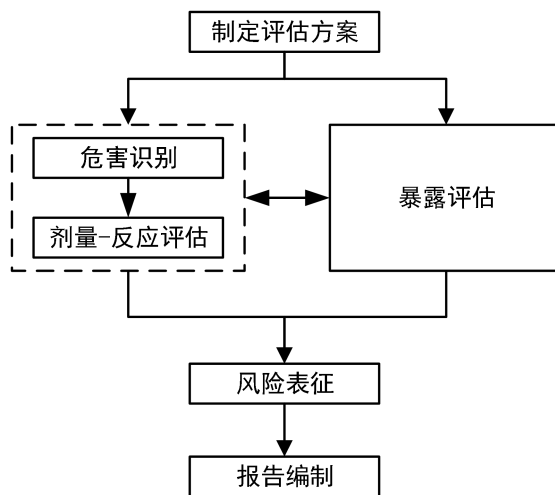 制定评估方案
危害识别
剂量-反应评估
暴露评估
风险表征
报告编制